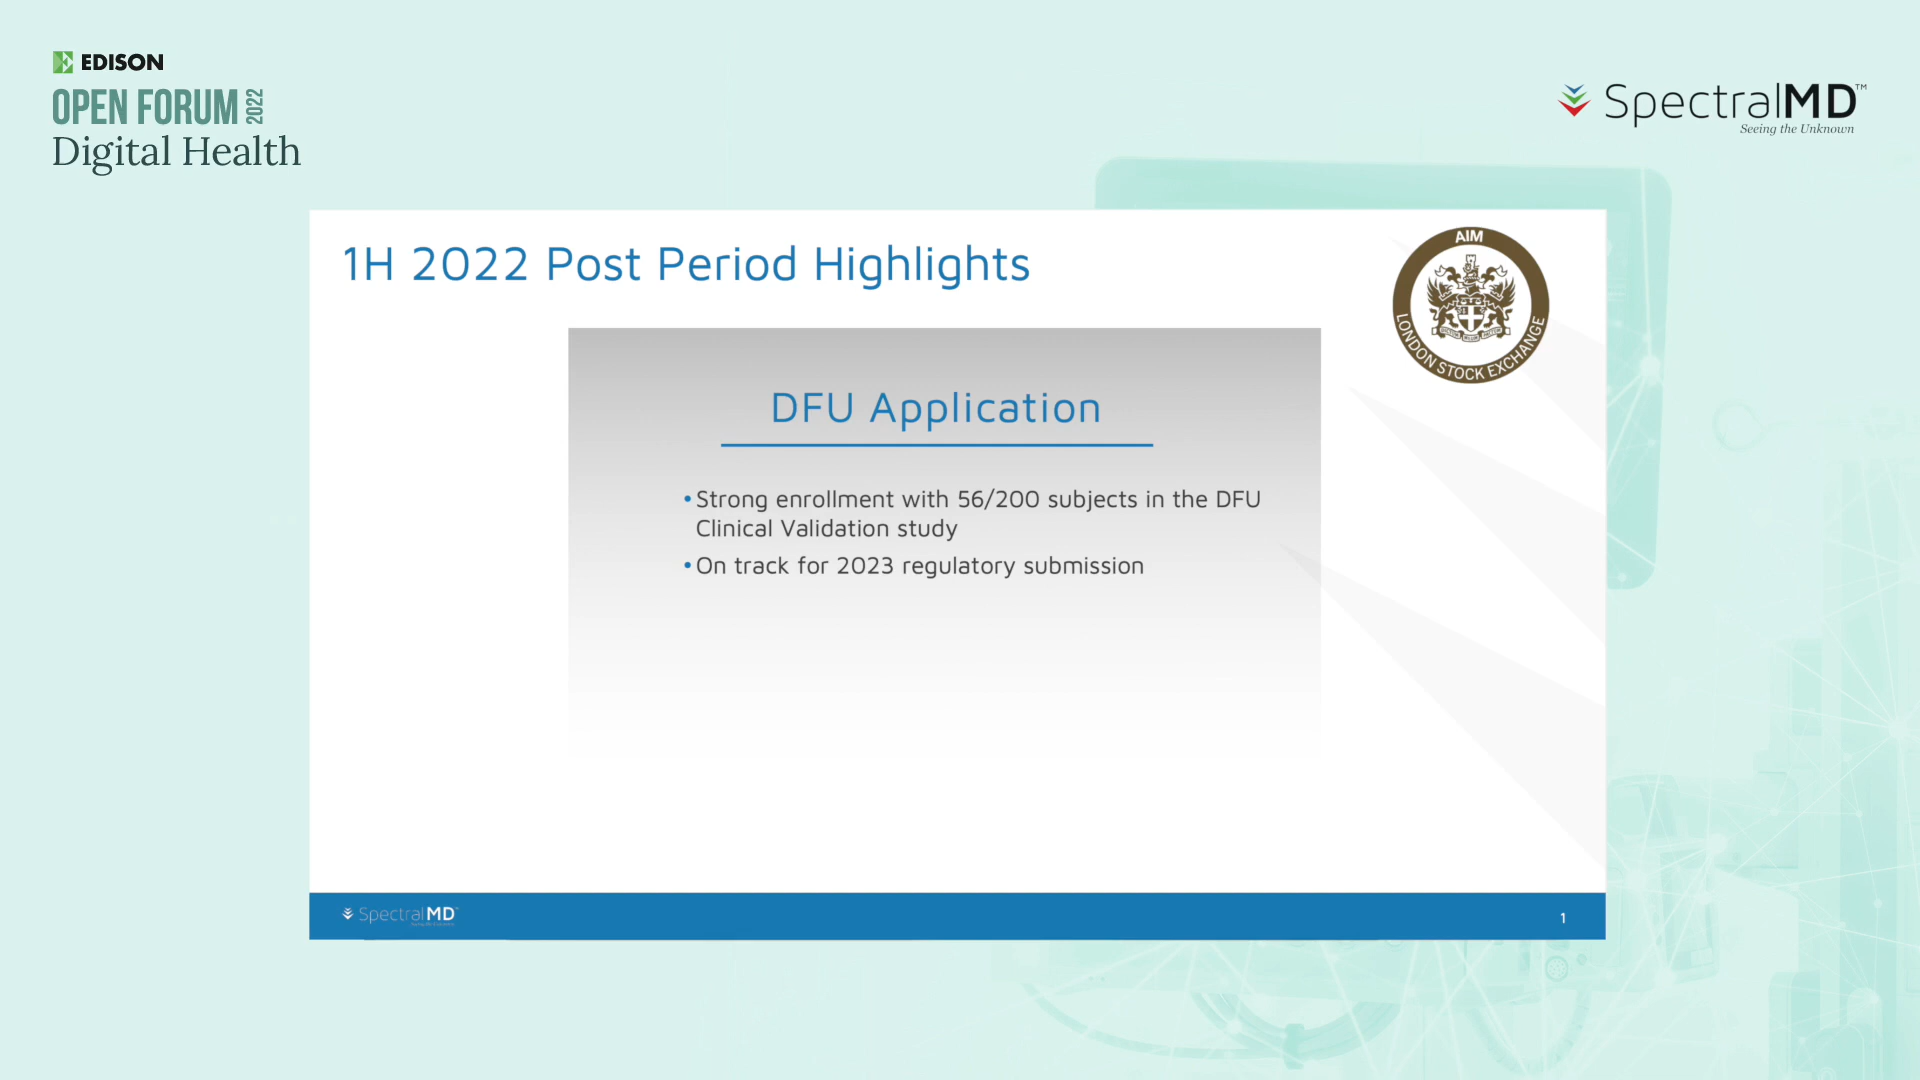 EDISON
OPEN FORUM 2022
Digital Health
SpectralMD™
Seeing the Unknown
1H 2022 Post Period Highlights
AIM
LONDON STOCK EXCHANGE
DFU Application
•Strong enrollment with 56/200 subjects in the DFU
Clinical Validation study
•On track for 2023 regulatory submission
SpectralMD
1